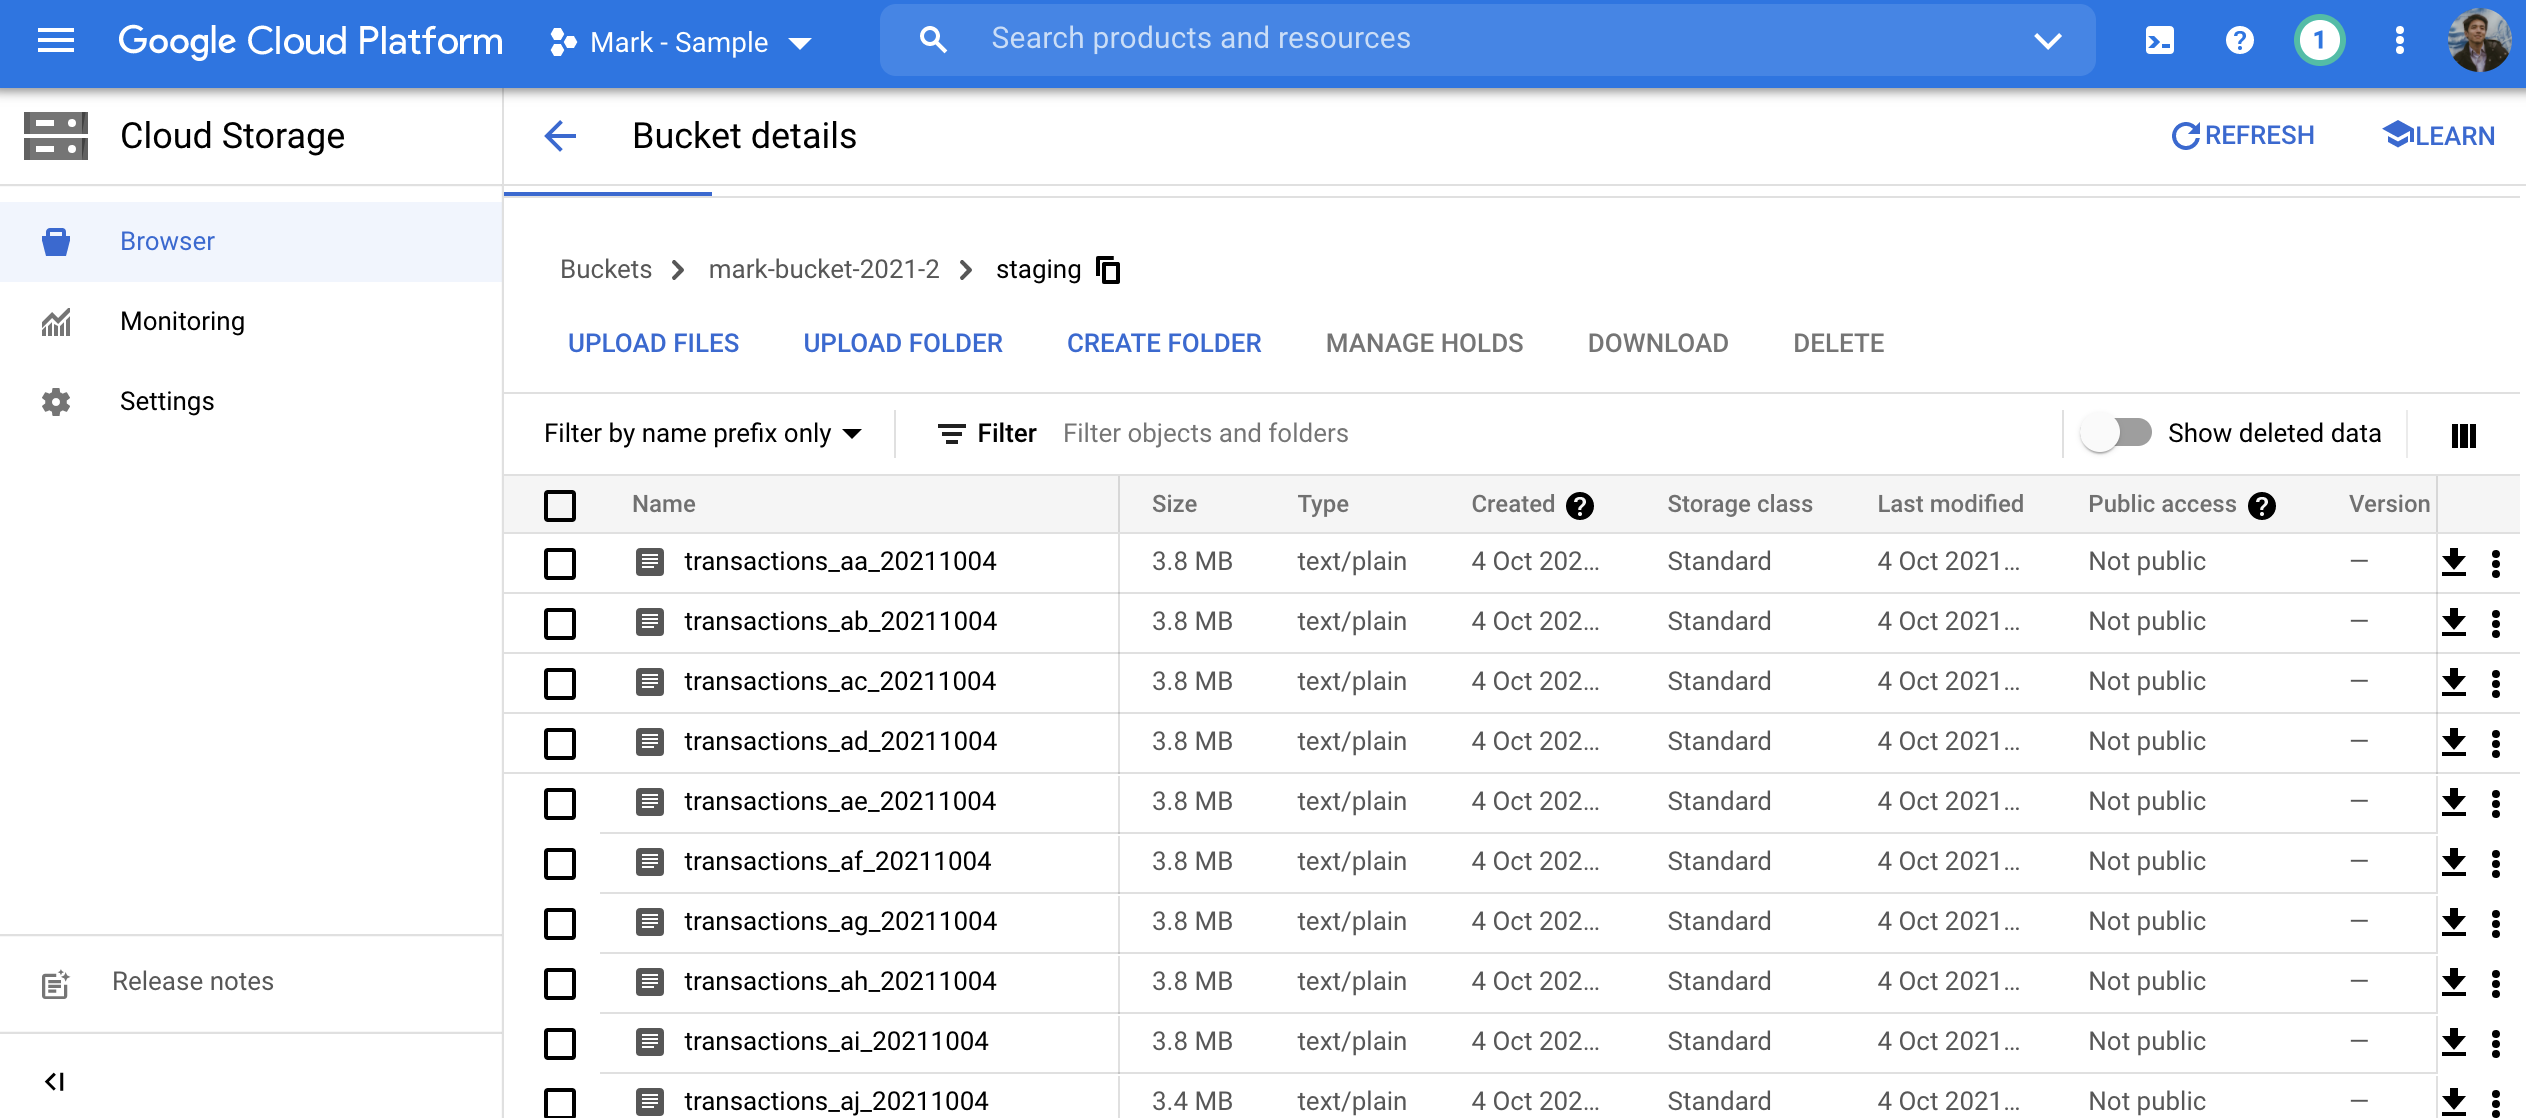 Google Cloud Platform Mark - Sample Search products and resources 1
Cloud Storage
Bucket details REFRESH LEARN
Browser
Monitoring
Settings
Release notes
Buckets mark-bucket-2021-2 staging
UPLOAD FILES UPLOAD FOLDER CREATE FOLDER MANAGE HOLDS DOWNLOAD DELETE
Filter by name prefix only Filter Filter objects and folders Show deleted data
Name Size Type Created Storage class Last modified Public access Version
transactions_aa_20211004 3.8 MB text/plain 4 Oct 202... Standard 4 Oct 2021... Not public —
transactions_ab_20211004 3.8 MB text/plain 4 Oct 202... Standard 4 Oct 2021... Not public —
transactions_ac_20211004 3.8 MB text/plain 4 Oct 202... Standard 4 Oct 2021... Not public —
transactions_ad_20211004 3.8 MB text/plain 4 Oct 202... Standard 4 Oct 2021... Not public —
transactions_ae_20211004 3.8 MB text/plain 4 Oct 202... Standard 4 Oct 2021... Not public —
transactions_af_20211004 3.8 MB text/plain 4 Oct 202... Standard 4 Oct 2021... Not public —
transactions_ag_20211004 3.8 MB text/plain 4 Oct 202... Standard 4 Oct 2021... Not public —
transactions_ah_20211004 3.8 MB text/plain 4 Oct 202... Standard 4 Oct 2021... Not public —
transactions_ai_20211004 3.8 MB text/plain 4 Oct 202... Standard 4 Oct 2021... Not public —
transactions_aj_20211004 3.4 MB text/plain 4 Oct 202... Standard 4 Oct 2021... Not public —